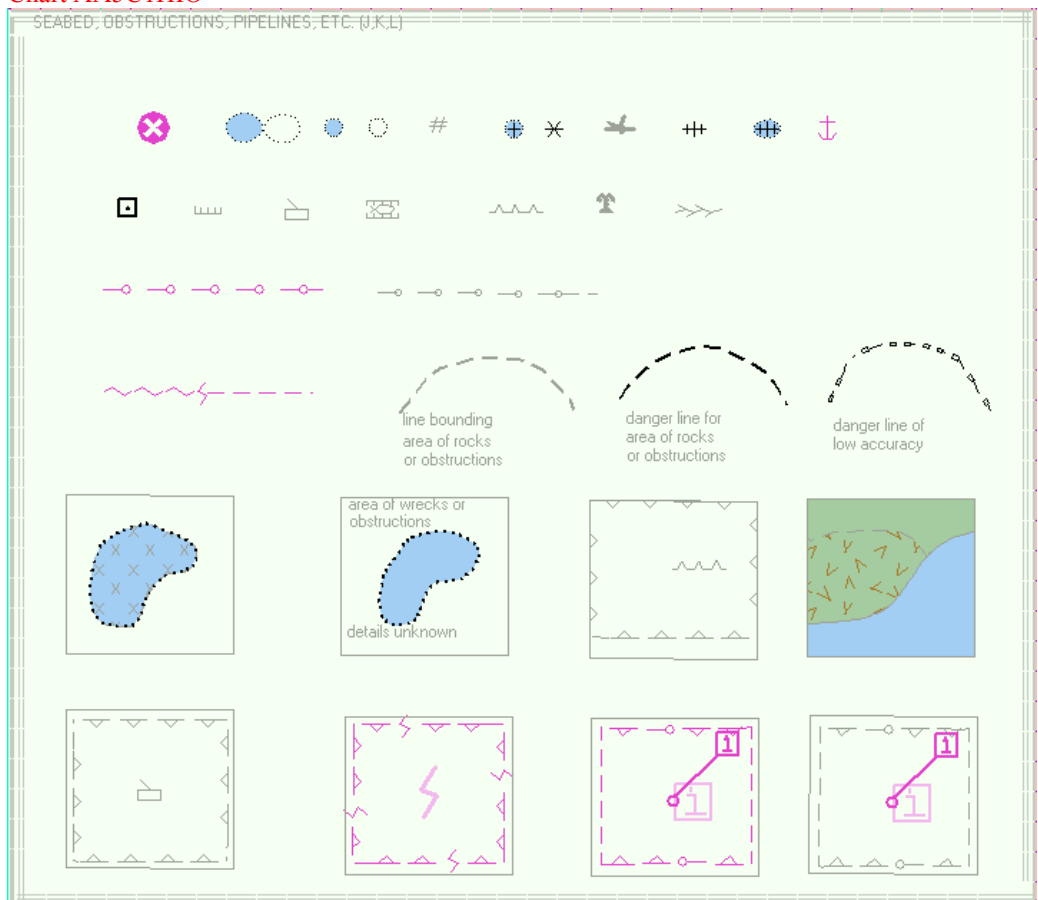 SEABED, OBSTRUCTIONS, PIPELINES, ETC. (J,K,L)
line bounding
area of rocks
or obstructions
danger line for
area of rocks
or obstructions
danger line of
low accuracy
area of wrecks or
obstructions
details unknown
i
i
i
i